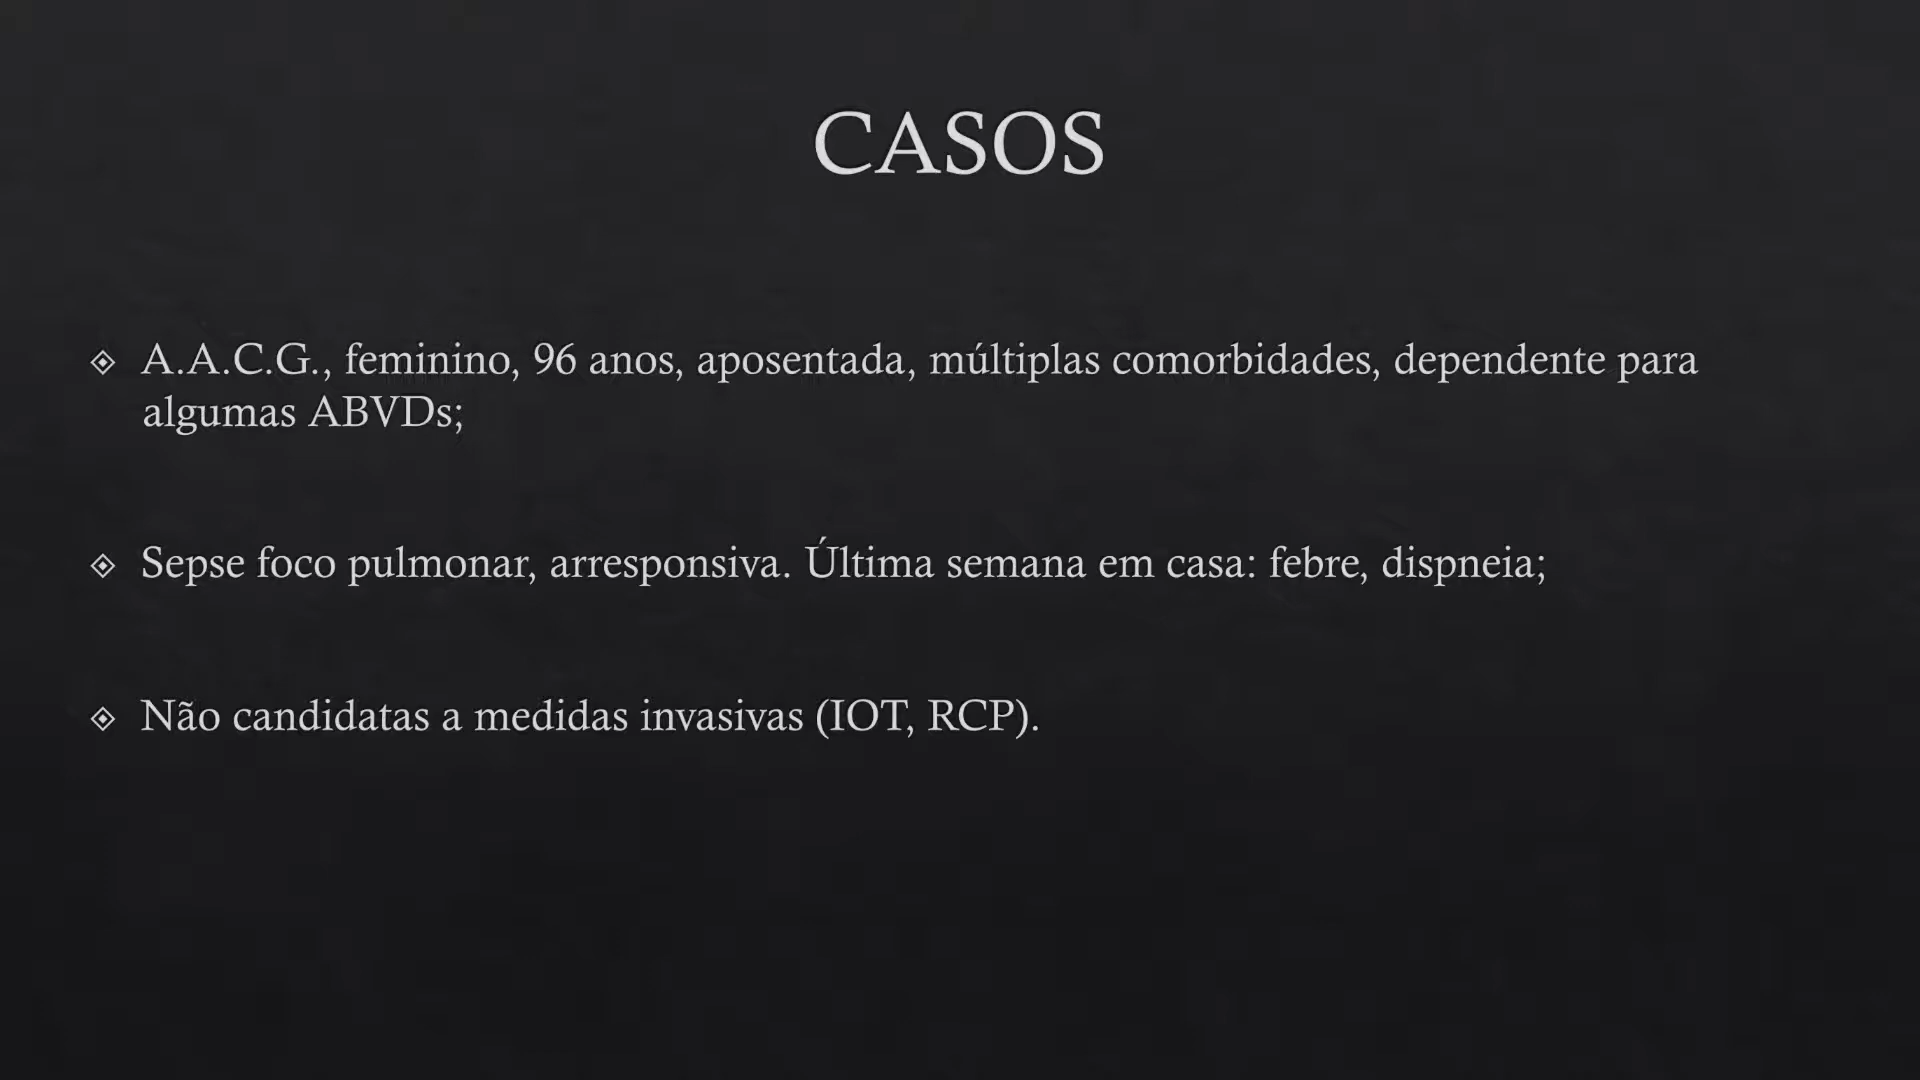 CASOS
A.A.C.G., feminino, 96 anos, aposentada, múltiplas comorbidades, dependente para
algumas ABVDs;
Sepse foco pulmonar, arresponsiva. Última semana em casa: febre, dispneia;
Não candidatas a medidas invasivas (IOT, RCP).